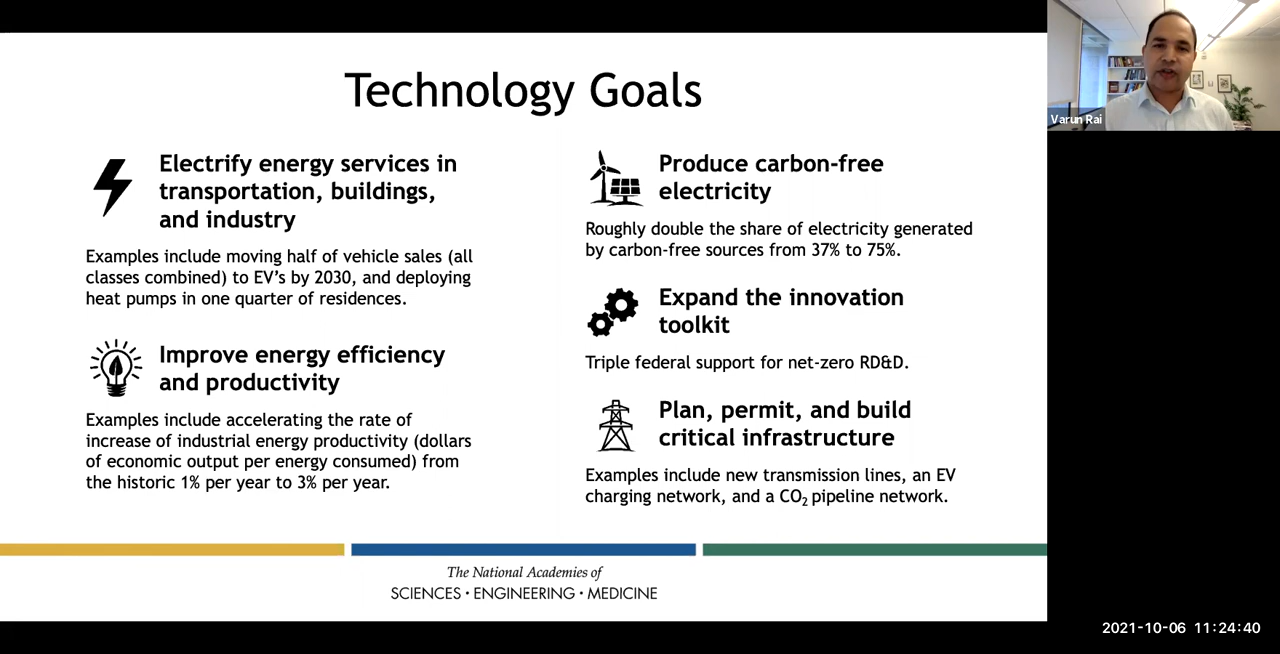 Technology Goals
Electrify energy services in
transportation, buildings,
and industry
Examples include moving half of vehicle sales (all
classes combined) to EV's by 2030, and deploying
heat pumps in one quarter of residences.
Improve energy efficiency
and productivity
Examples include accelerating the rate of
increase of industrial energy productivity (dollars
of economic output per energy consumed) from
the historic 1% per year to 3% per year.
Produce carbon-free
electricity
Roughly double the share of electricity generated
by carbon-free sources from 37% to 75%.
Expand the innovation
toolkit
Triple federal support for net-zero RD&D.
Plan, permit, and build
critical infrastructure
Examples include new transmission lines, an EV
charging network, and a CO₂ pipeline network.
The National Academies of
SCIENCES • ENGINEERING • MEDICINE
Varun Rai
2021-10-06 11:24:40